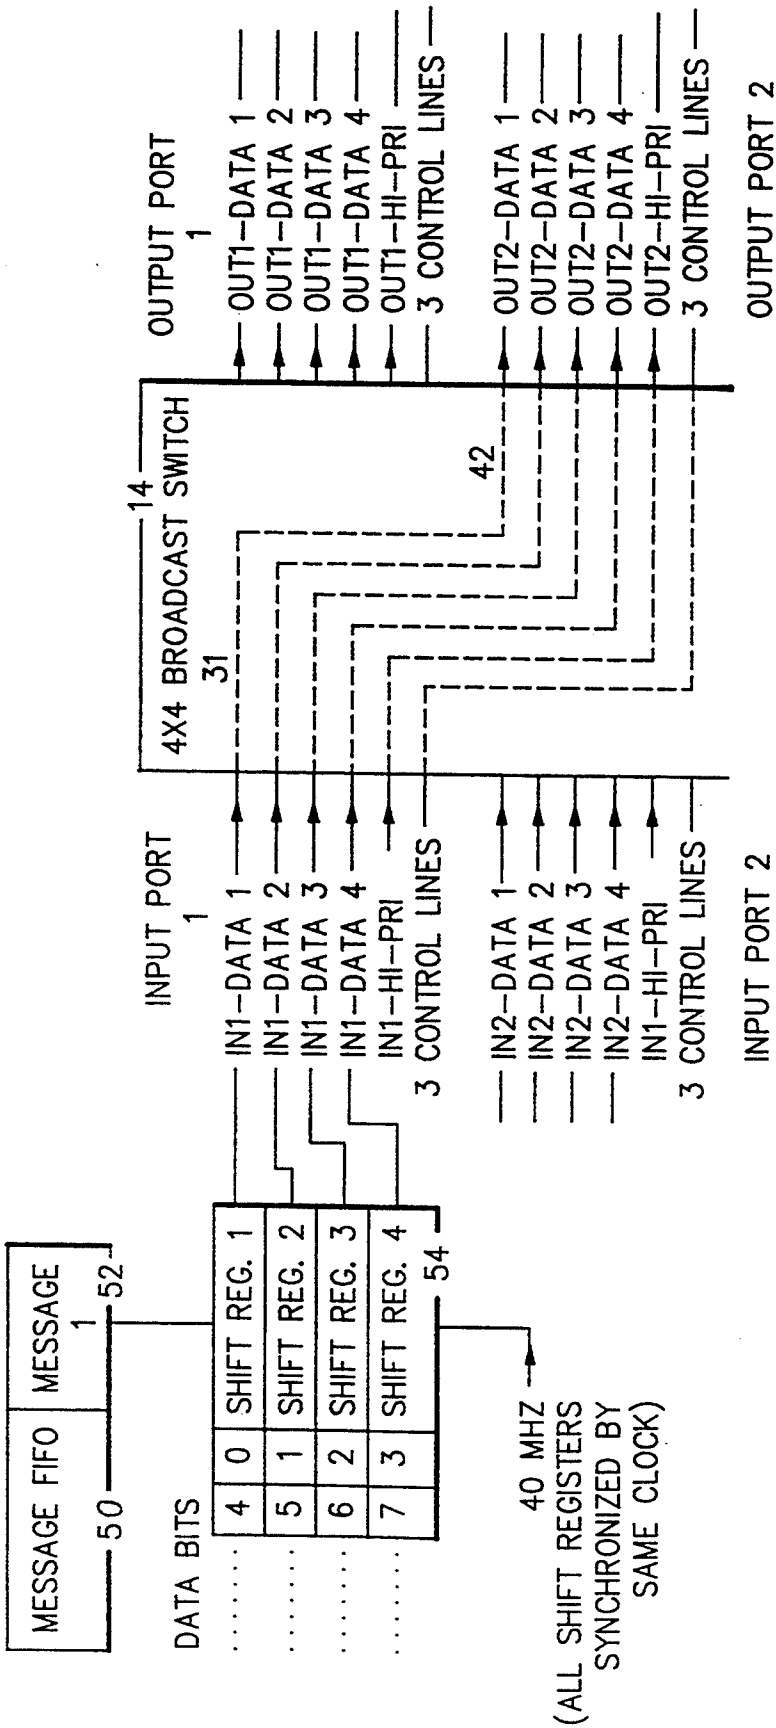 MESSAGE FIFO
MESSAGE
1
50
52
DATA BITS
....... 4 0 SHIFT REG. 1
....... 5 1 SHIFT REG. 2
....... 6 2 SHIFT REG. 3
....... 7 3 SHIFT REG. 4
54
40 MHZ
(ALL SHIFT REGISTERS
SYNCHRONIZED BY
SAME CLOCK)
INPUT PORT
1
IN1-DATA 1
IN1-DATA 2
IN1-DATA 3
IN1-DATA 4
IN1-HI-PRI
3 CONTROL LINES
IN2-DATA 1
IN2-DATA 2
IN2-DATA 3
IN2-DATA 4
IN1-HI-PRI
3 CONTROL LINES
INPUT PORT 2
14
4X4 BROADCAST SWITCH
31
42
OUTPUT PORT
1
OUT1-DATA 1
OUT1-DATA 2
OUT1-DATA 3
OUT1-DATA 4
OUT1-HI-PRI
3 CONTROL LINES
OUT2-DATA 1
OUT2-DATA 2
OUT2-DATA 3
OUT2-DATA 4
OUT2-HI-PRI
3 CONTROL LINES
OUTPUT PORT 2